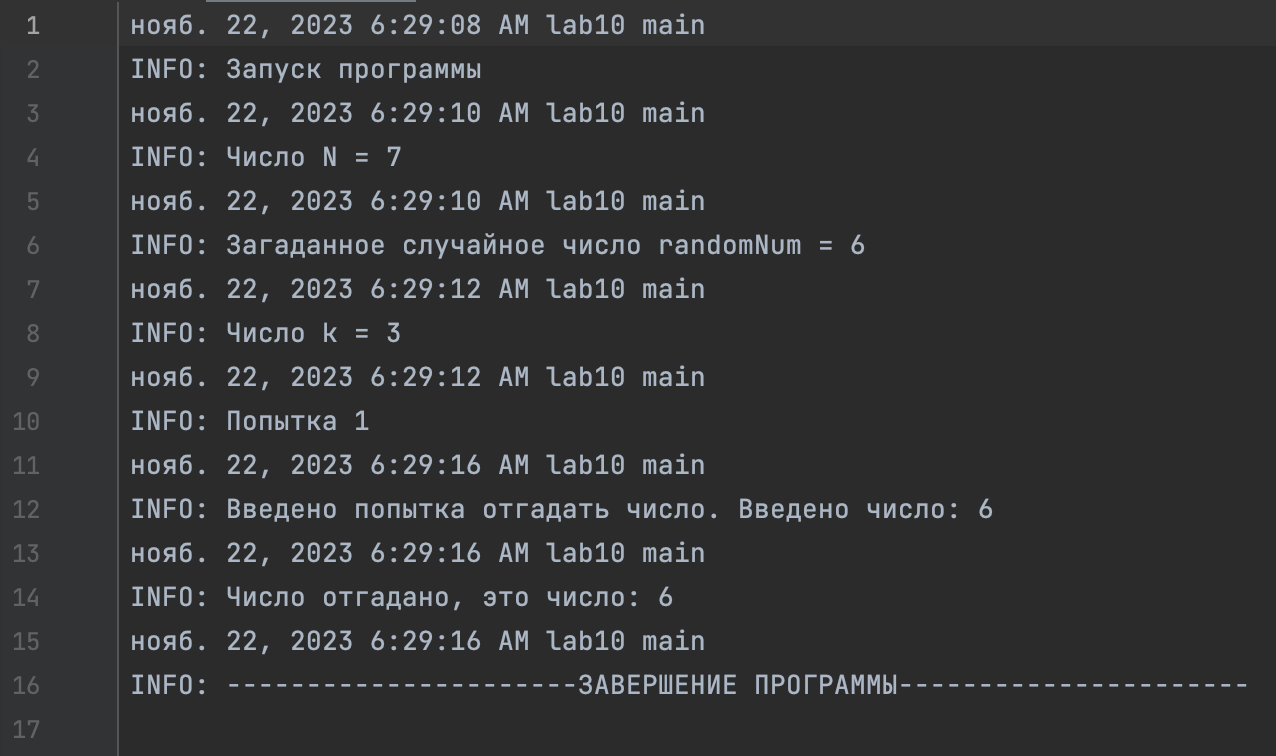 1 нояб. 22, 2023 6:29:08 AM lab10 main
2 INFO: Запуск программы
3 нояб. 22, 2023 6:29:10 AM lab10 main
4 INFO: Число N = 7
5 нояб. 22, 2023 6:29:10 AM lab10 main
6 INFO: Загаданное случайное число randomNum = 6
7 нояб. 22, 2023 6:29:12 AM lab10 main
8 INFO: Число k = 3
9 нояб. 22, 2023 6:29:12 AM lab10 main
10 INFO: Попытка 1
11 нояб. 22, 2023 6:29:16 AM lab10 main
12 INFO: Введено попытка отгадать число. Введено число: 6
13 нояб. 22, 2023 6:29:16 AM lab10 main
14 INFO: Число отгадано, это число: 6
15 нояб. 22, 2023 6:29:16 AM lab10 main
16 INFO: ----------------------ЗАВЕРШЕНИЕ ПРОГРАММЫ----------------------
17